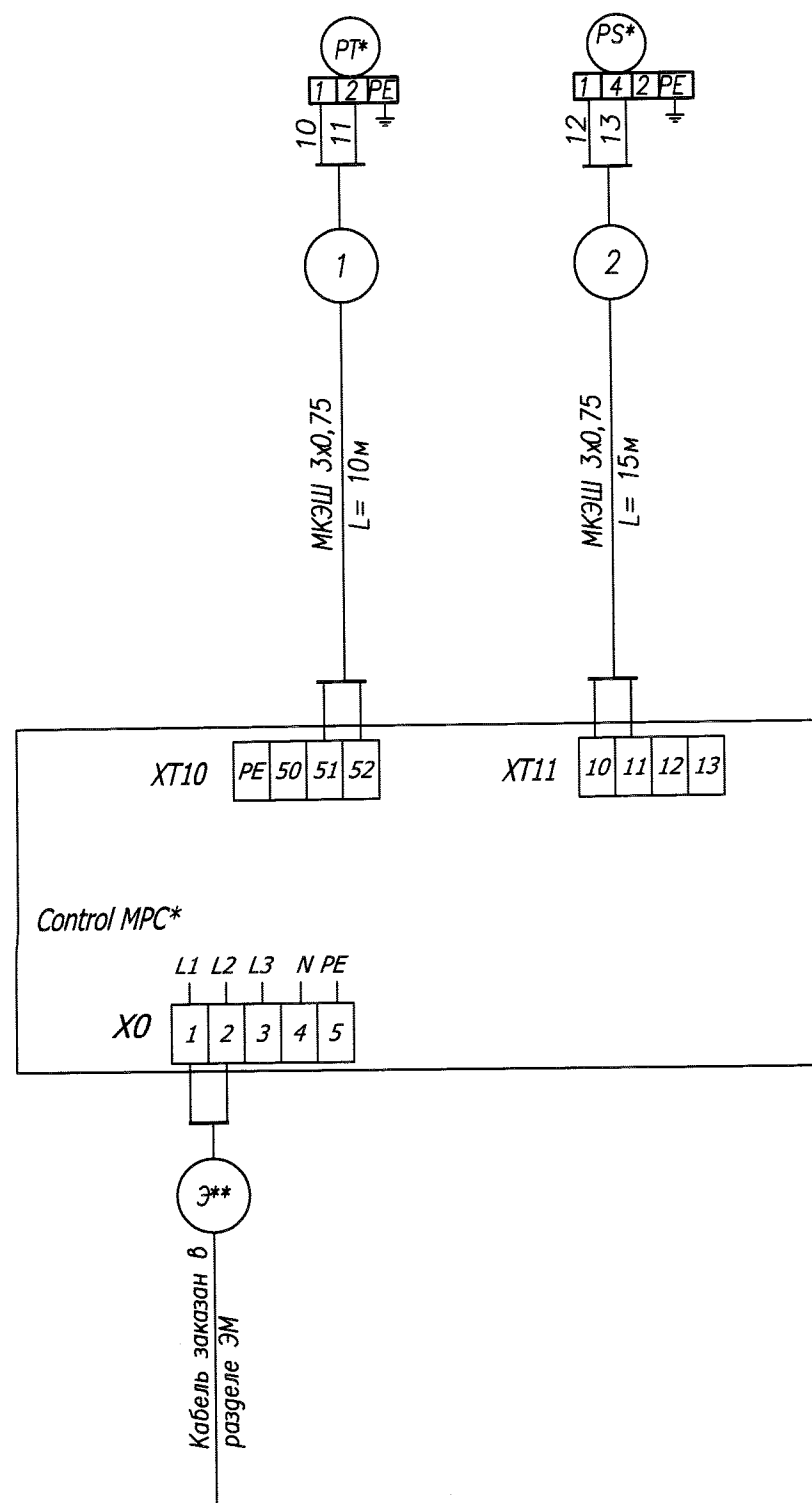 PT*
PS*
1 2 PE
1 4 2 PE
10
11
12
13
1
2
МКЭШ 3х0,75
L= 10м
МКЭШ 3х0,75
L= 15м
XT10
PE 50 51 52
XT11
10 11 12 13
Control MPC*
L1 L2 L3 N PE
X0
1 2 3 4 5
Э**
Кабель заказан в
разделе ЭМ